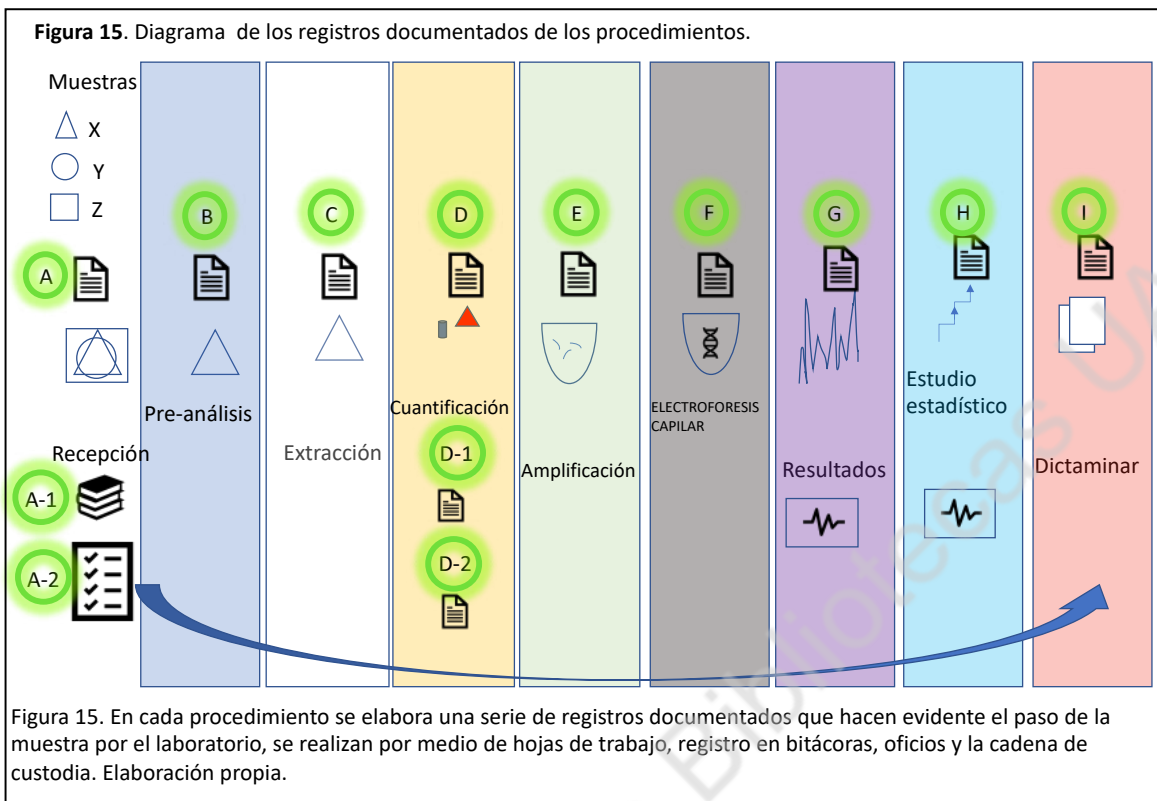 Figura 15. Diagrama de los registros documentados de los procedimientos.
Muestras
X
Y
Z
A
B
C
D
E
F
G
H
I
Pre-análisis
Recepción
A-1
A-2
Extracción
Cuantificación
D-1
D-2
Amplificación
ELECTROFORESIS
CAPILAR
Resultados
Estudio
estadístico
Dictaminar
Bibliotecas UA
Figura 15. En cada procedimiento se elabora una serie de registros documentados que hacen evidente el paso de la
muestra por el laboratorio, se realizan por medio de hojas de trabajo, registro en bitácoras, oficios y la cadena de
custodia. Elaboración propia.